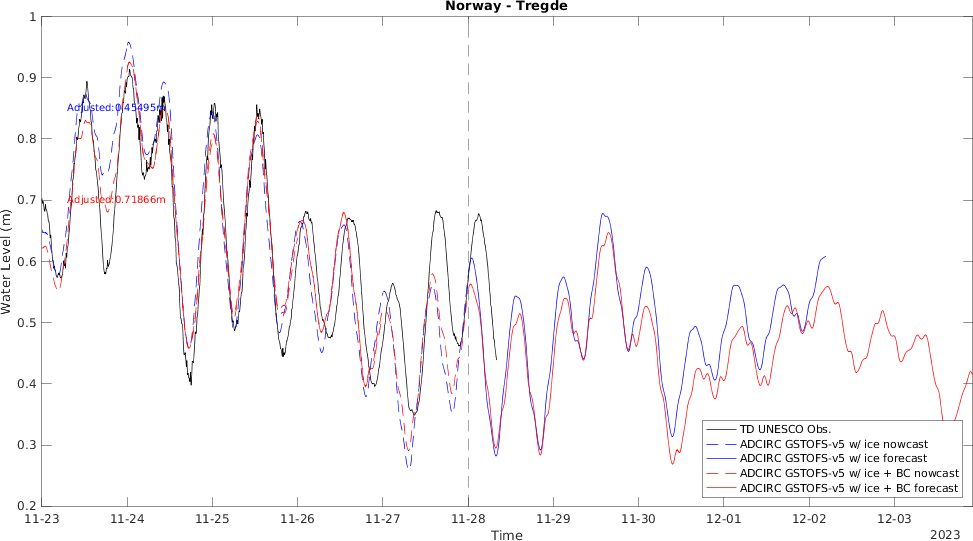 Norway - Tregde
1
0.9
0.8
0.7
0.6
0.5
0.4
0.3
0.2
Water Level (m)
Adjusted:0.45495m
Adjusted:0.71866m
TD UNESCO Obs.
ADCIRC GSTOFS-v5 w/ ice nowcast
ADCIRC GSTOFS-v5 w/ ice forecast
ADCIRC GSTOFS-v5 w/ ice + BC nowcast
ADCIRC GSTOFS-v5 w/ ice + BC forecast
11-23 11-24 11-25 11-26 11-27 11-28 11-29 11-30 12-01 12-02 12-03
Time
2023